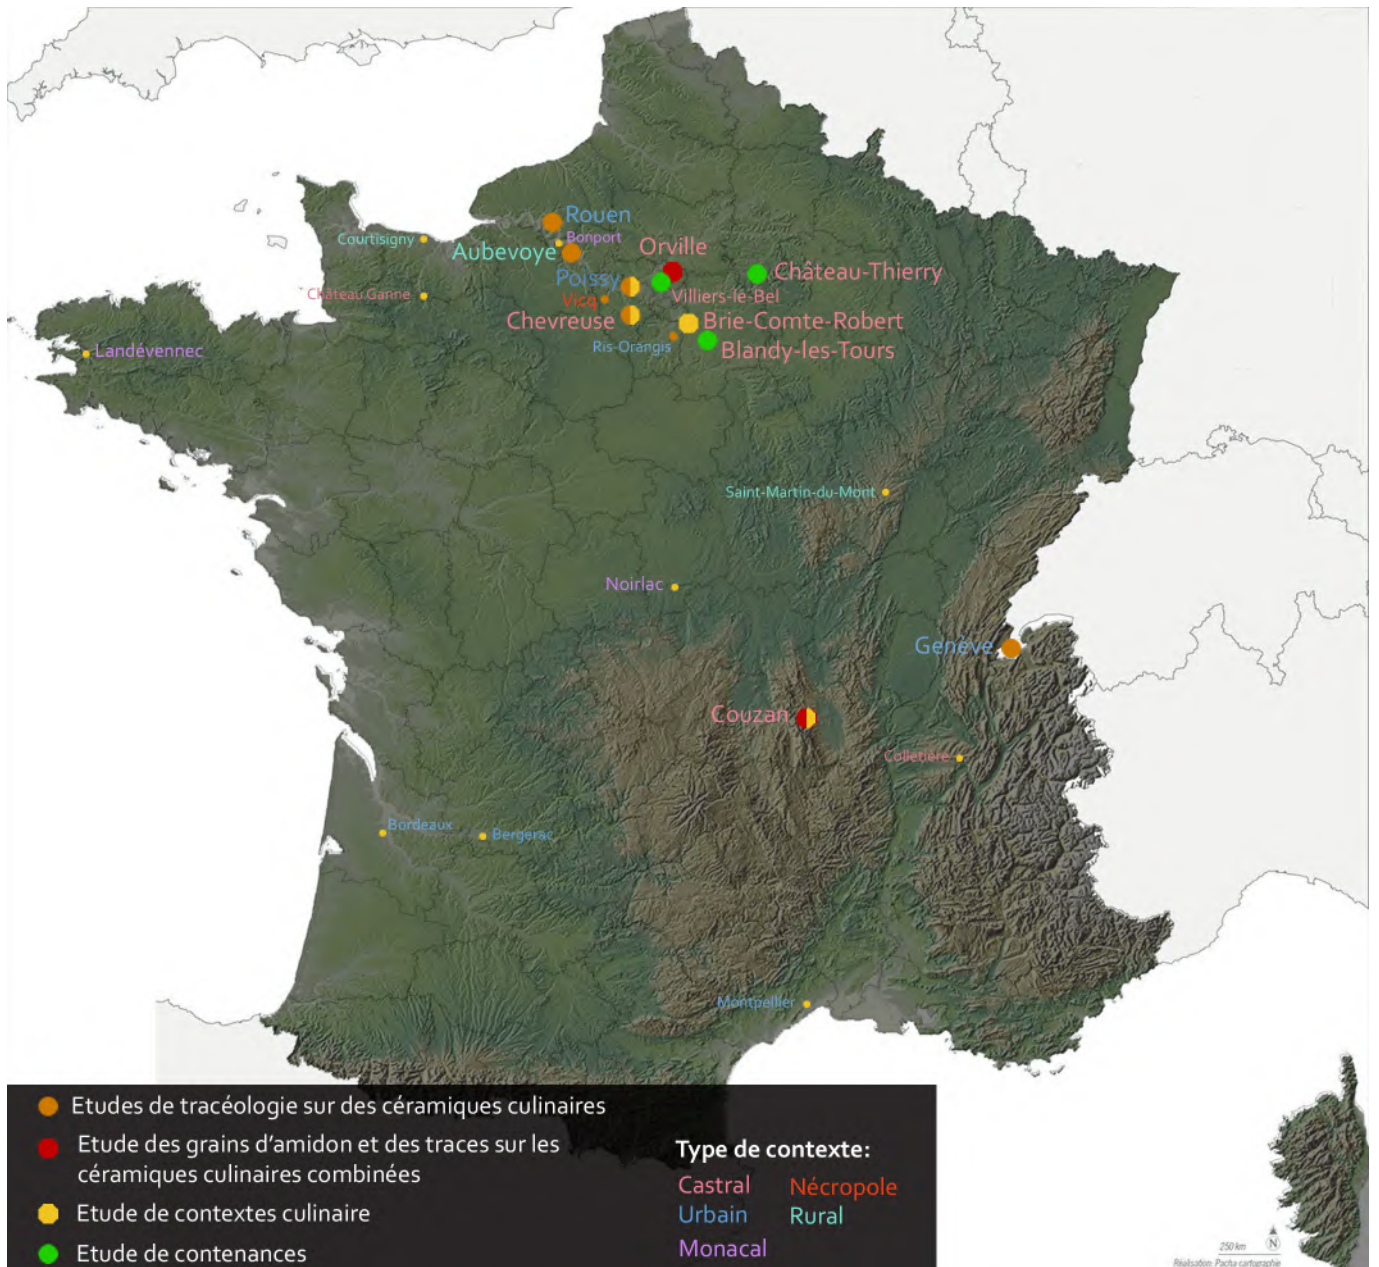 Rouen
Bonport
Courtisigny
Aubevoye
Orville
Château-Thierry
Poissy
Villiers-le-Bel
Château Ganne
Vicq
Chevreuse
Brie-Comte-Robert
Ris-Orangis
Landévennec
Blandy-les-Tours
Saint-Martin-du-Mont
Noirlac
Genève
Couzan
Colletière
Bordeaux
Bergerac
Montpellier
Etudes de tracéologie sur des céramiques culinaires
Etude des grains d'amidon et des traces sur les
céramiques culinaires combinées
Etude de contextes culinaire
Etude de contenances
Type de contexte:
Castral
Nécropole
Urbain
Rural
Monacal
250 km
N
Réalisation: Pacha cartographie